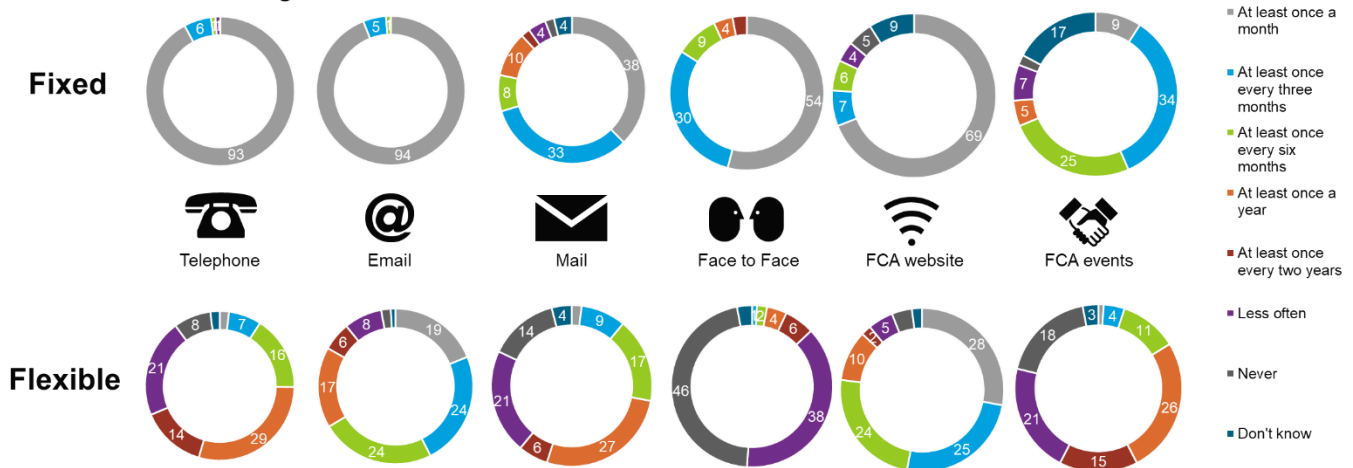 Fixed
6
93
5
94
4
4
10
8
33
38
4
9
30
54
9
5
4
6
7
69
17
9
34
7
5
25
Telephone
Email
Mail
Face to Face
FCA website
FCA events
Flexible
8
7
16
21
14
29
8
19
6
17
24
24
4
9
14
17
21
6
27
2
4
6
46
38
5
10
28
24
25
3
4
11
18
21
26
15
At least once a
month
At least once
every three
months
At least once
every six
months
At least once a
year
At least once
every two years
Less often
Never
Don't know